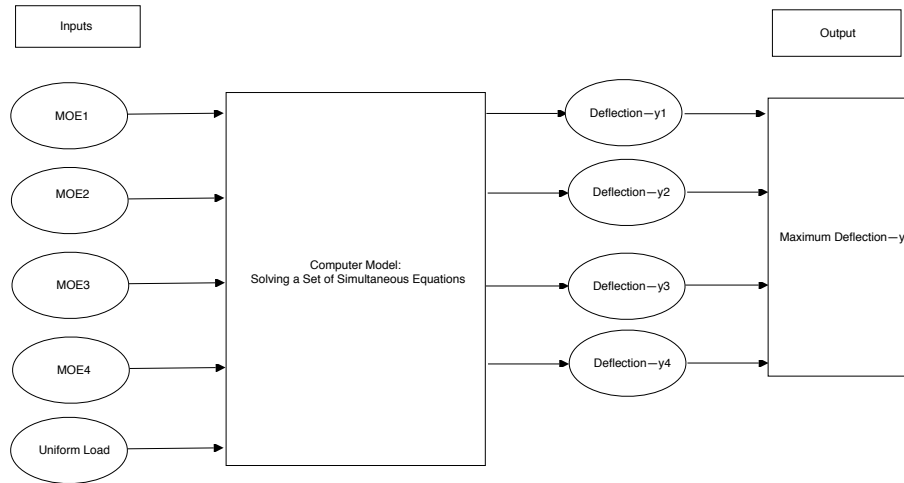 Inputs
Output
MOE1
MOE2
MOE3
MOE4
Uniform Load
Computer Model:
Solving a Set of Simultaneous Equations
Deflection—y1
Deflection—y2
Deflection—y3
Deflection—y4
Maximum Deflection—y